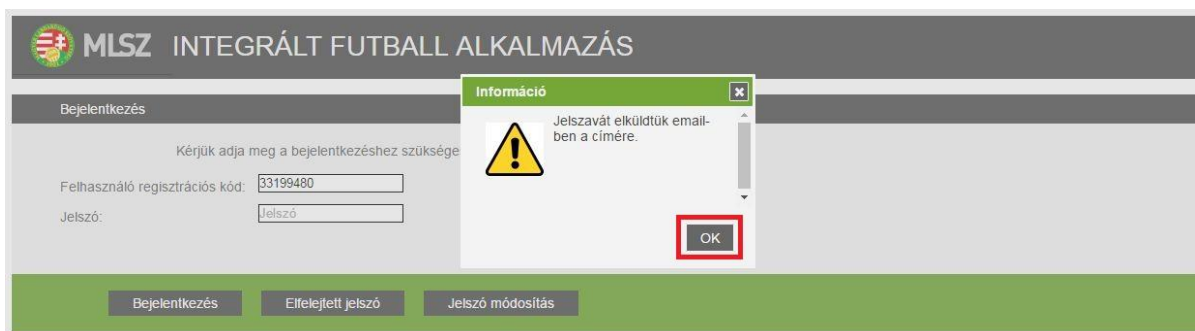 MLSZ INTEGRÁLT FUTBALL ALKALMAZÁS
Információ
Bejelentkezés
Jelszavát elküldtük email-
ben a címére.
Kérjük adja meg a bejelentkezéshez szüksége
Felhasználó regisztrációs kód: 33199480
Jelszó: Jelszó
OK
Bejelentkezés Elfelejtett jelszó Jelszó módosítás